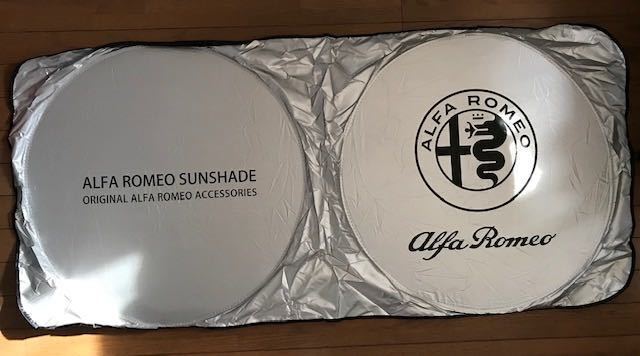 ALFA ROMEO SUNSHADE
ORIGINAL ALFA ROMEO ACCESSORIES
ALFA ROMEO
Alfa Romeo